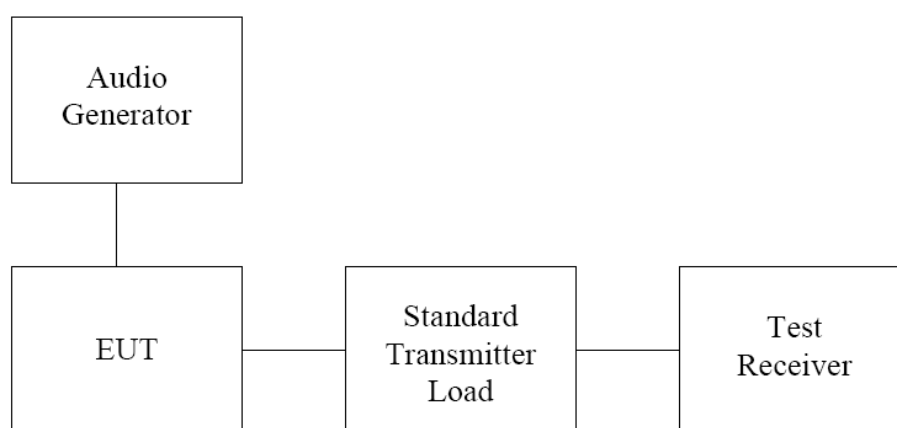 Audio
Generator
EUT
Standard
Transmitter
Load
Test
Receiver